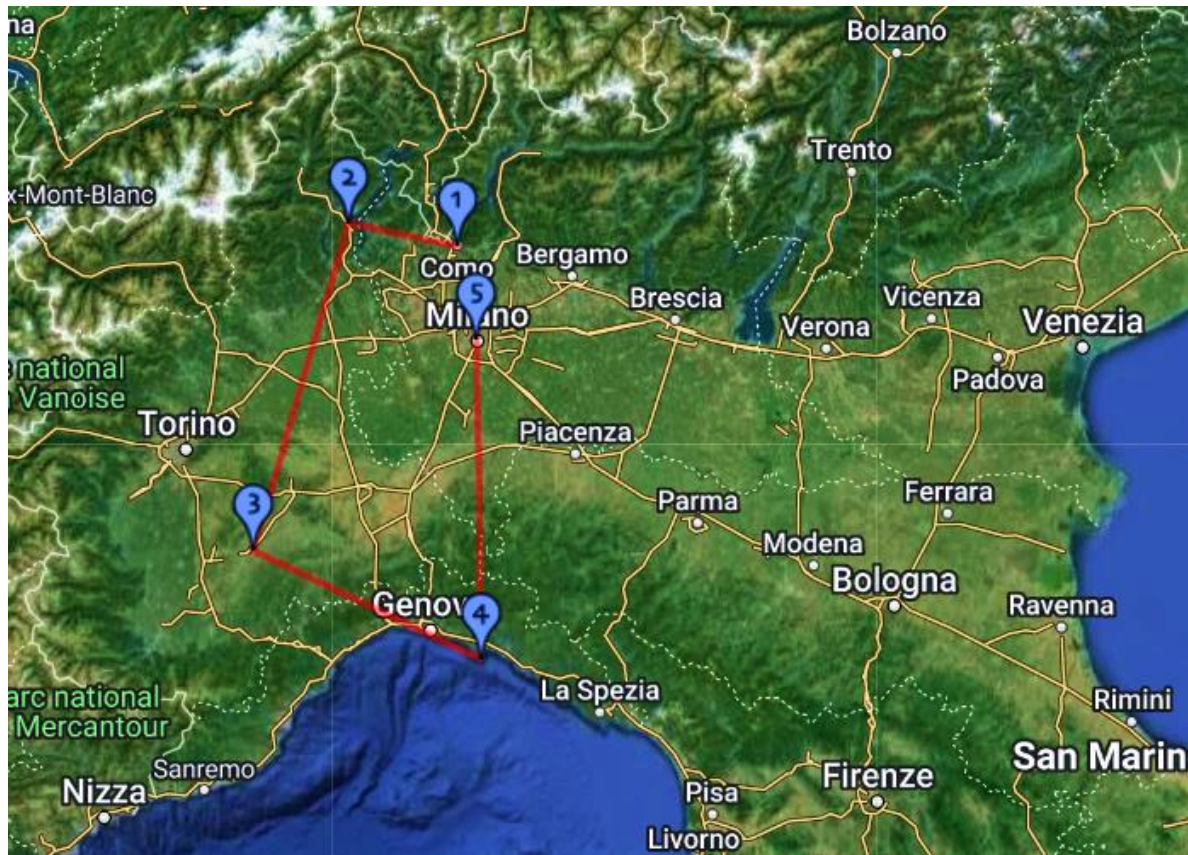 na
Bolzano
Trento
x-Mont-Blanc
2
1
Como
Bergamo
5
Milano
Brescia
Vicenza
Verona
Venezia
Padova
national
Vanoise
Torino
Piacenza
3
Parma
Ferrara
Modena
Bologna
Genov
4
Ravenna
La Spezia
arc national
Mercantour
Rimini
Sanremo
San Marin
Nizza
Pisa
Firenze
Livorno